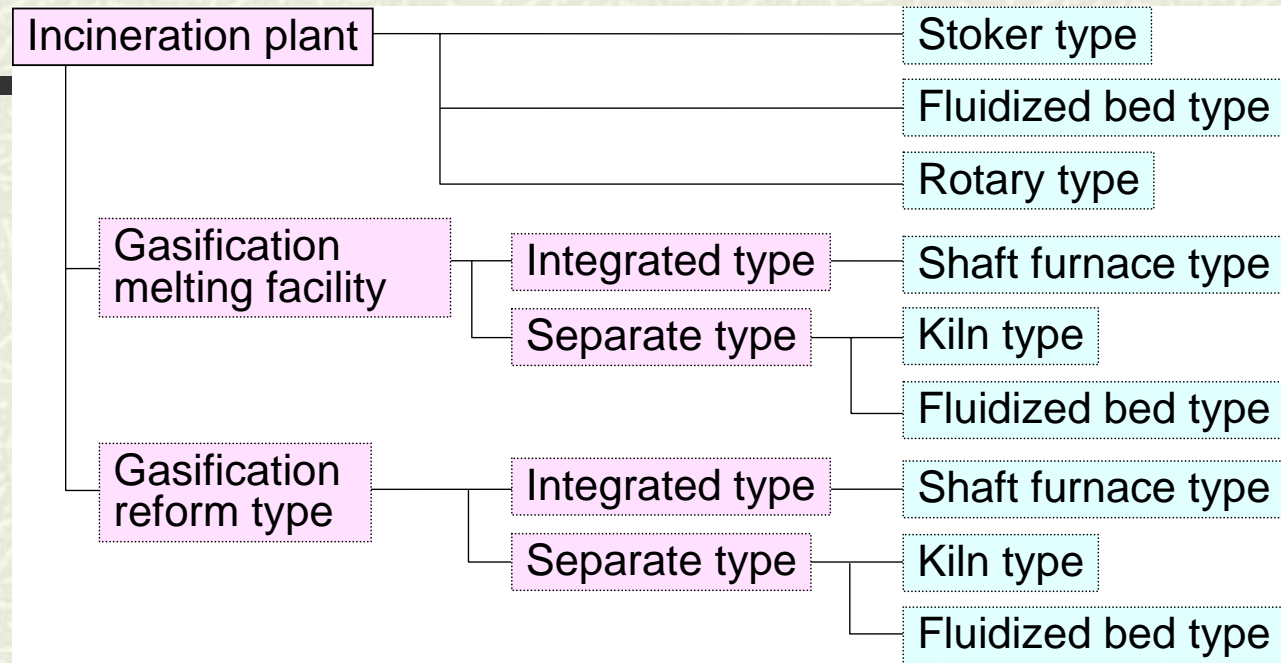 Incineration plant
Stoker type
Fluidized bed type
Rotary type
Gasification
melting facility
Integrated type
Shaft furnace type
Separate type
Kiln type
Fluidized bed type
Gasification
reform type
Integrated type
Shaft furnace type
Separate type
Kiln type
Fluidized bed type